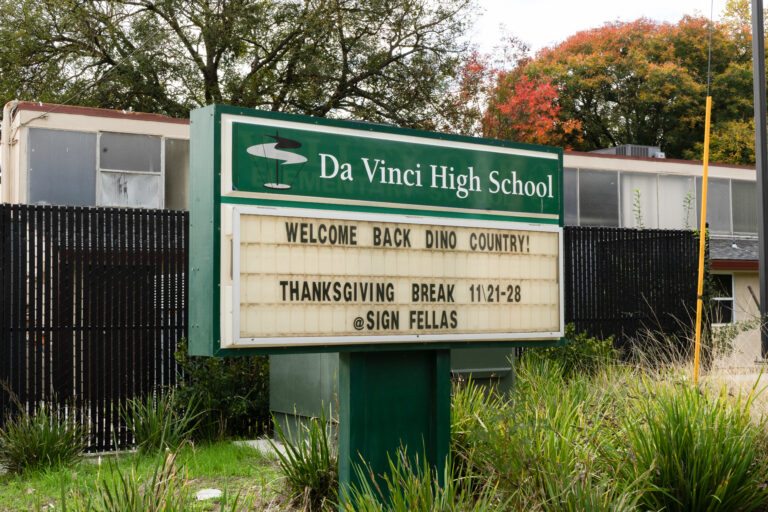 Da Vinci High School
WELCOME BACK DINO COUNTRY!
THANKSGIVING BREAK 11\21-28
@SIGN FELLAS